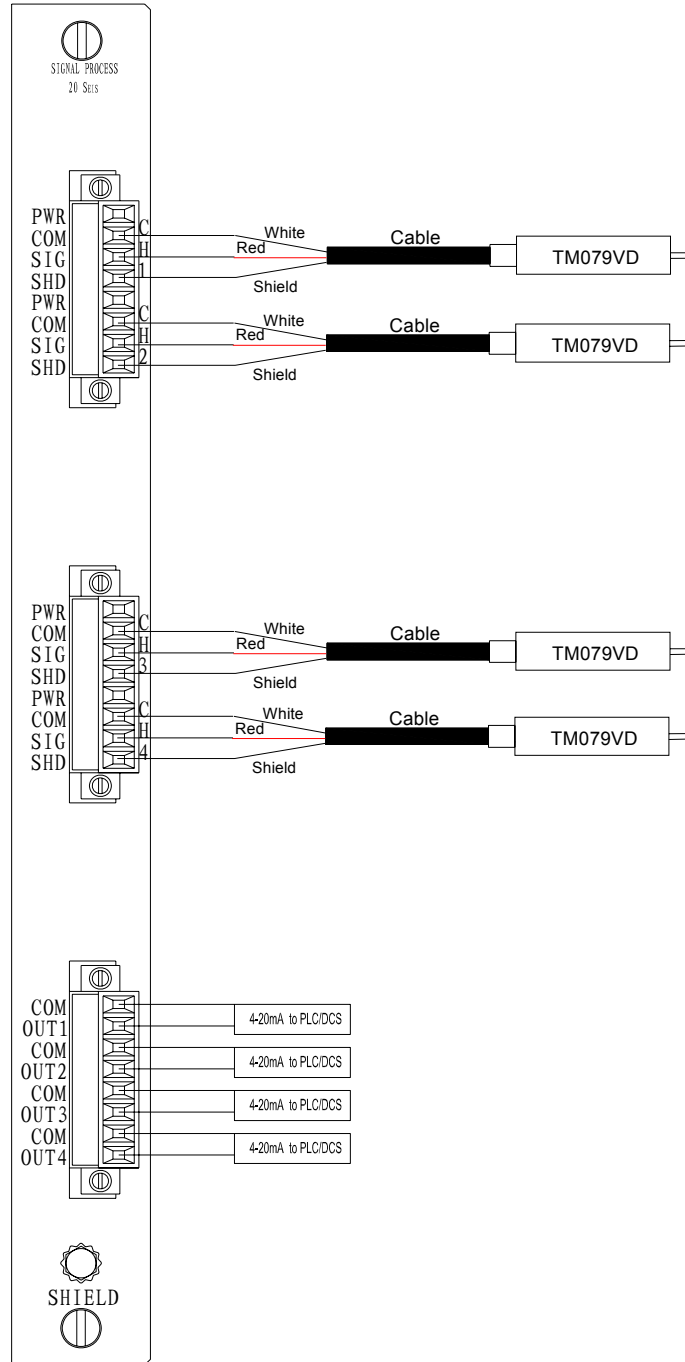 SIGNAL PROCESS
20 SEIS
PWR
COM C White Cable
SIG H Red TM079VD
SHD 1 Shield
PWR
COM C White Cable
SIG H Red TM079VD
SHD 2 Shield
PWR
COM C White Cable
SIG H Red TM079VD
SHD 3 Shield
PWR
COM C White Cable
SIG H Red TM079VD
SHD 4 Shield
COM
OUT1 4-20mA to PLC/DCS
COM
OUT2 4-20mA to PLC/DCS
COM
OUT3 4-20mA to PLC/DCS
COM
OUT4 4-20mA to PLC/DCS
SHIELD